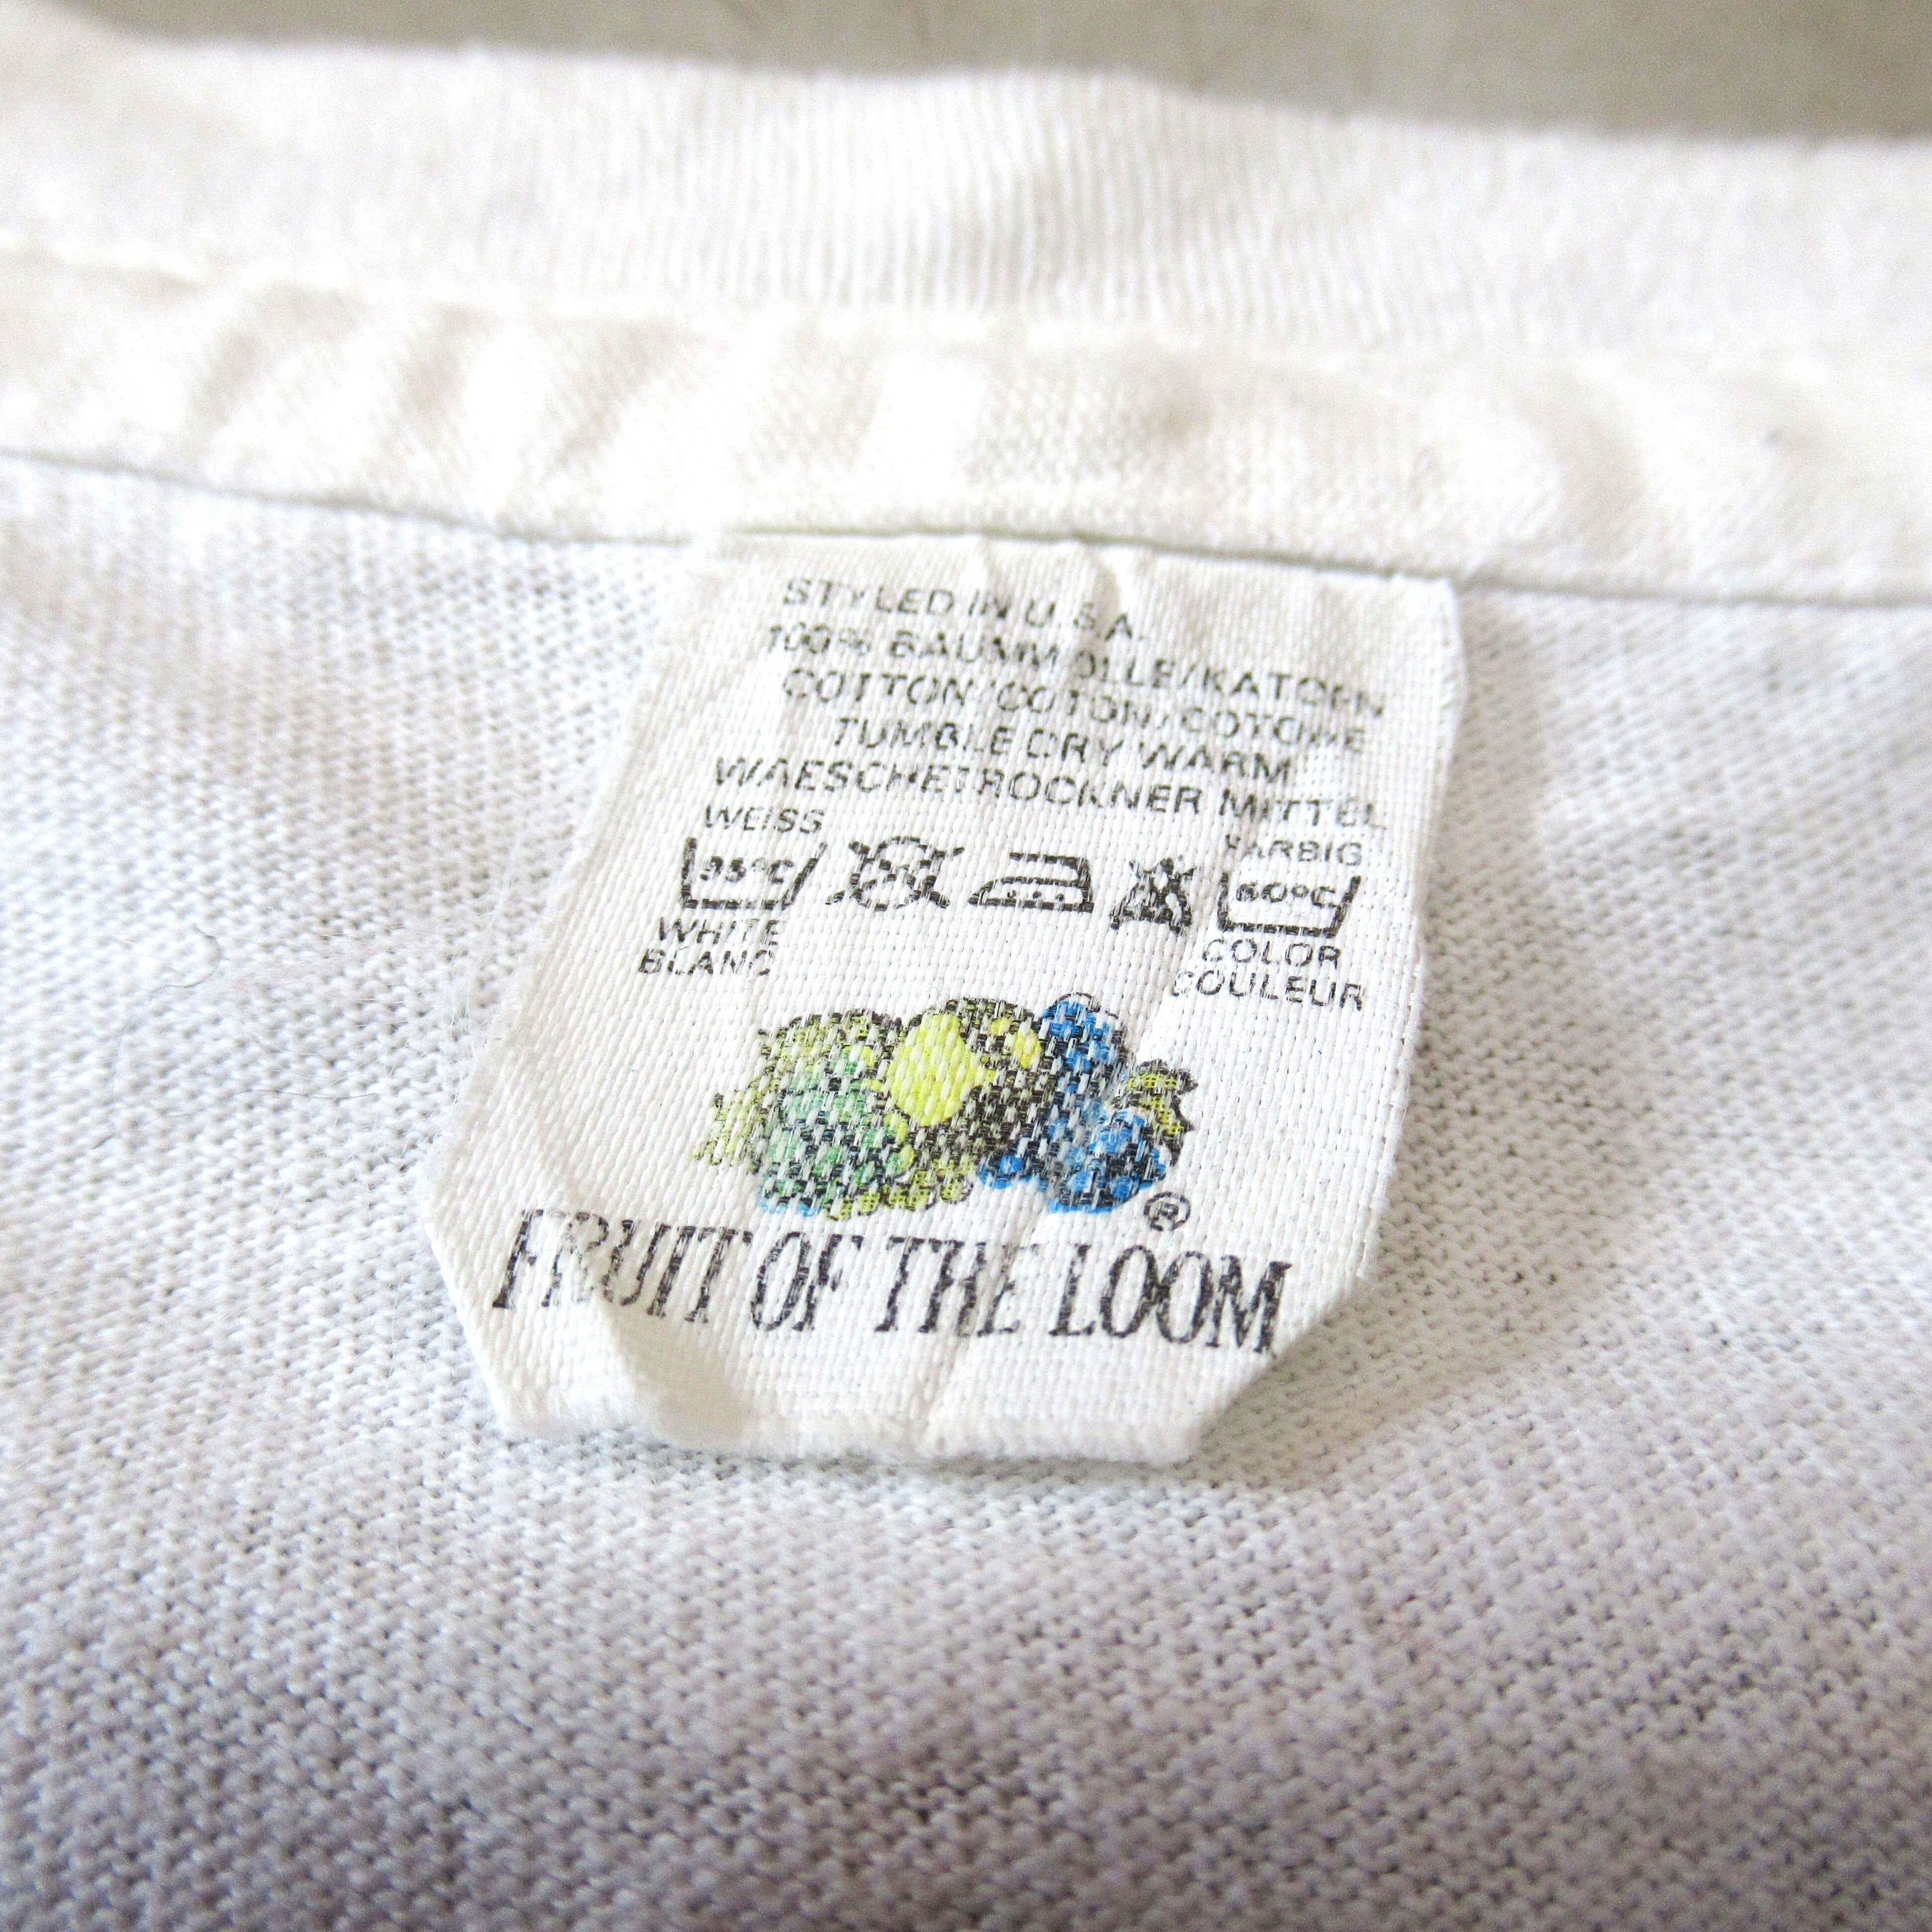 STYLED IN U.S.A.
100% BAUMWOLLE/KATOEN
COTTON/COTON/COTONE
TUMBLE DRY WARM
WAESCHETROCKNER MITTEL
WEISS FARBIG
95°C 60°C
WHITE COLOR
BLANC COULEUR
®
FRUIT OF THE LOOM